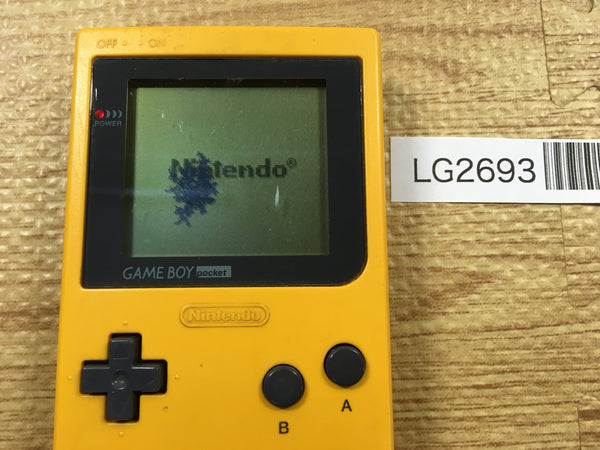 OFF ON
POWER
Nintendo®
GAME BOY pocket
Nintendo
B
A
LG2693